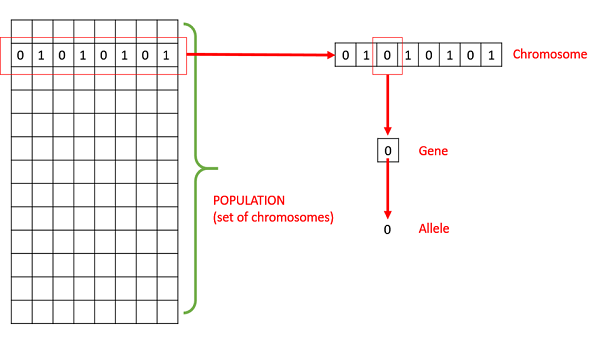 0 1 0 1 0 1 0 1
0 1 0 1 0 1 0 1
Chromosome
0
Gene
POPULATION
(set of chromosomes)
0
Allele